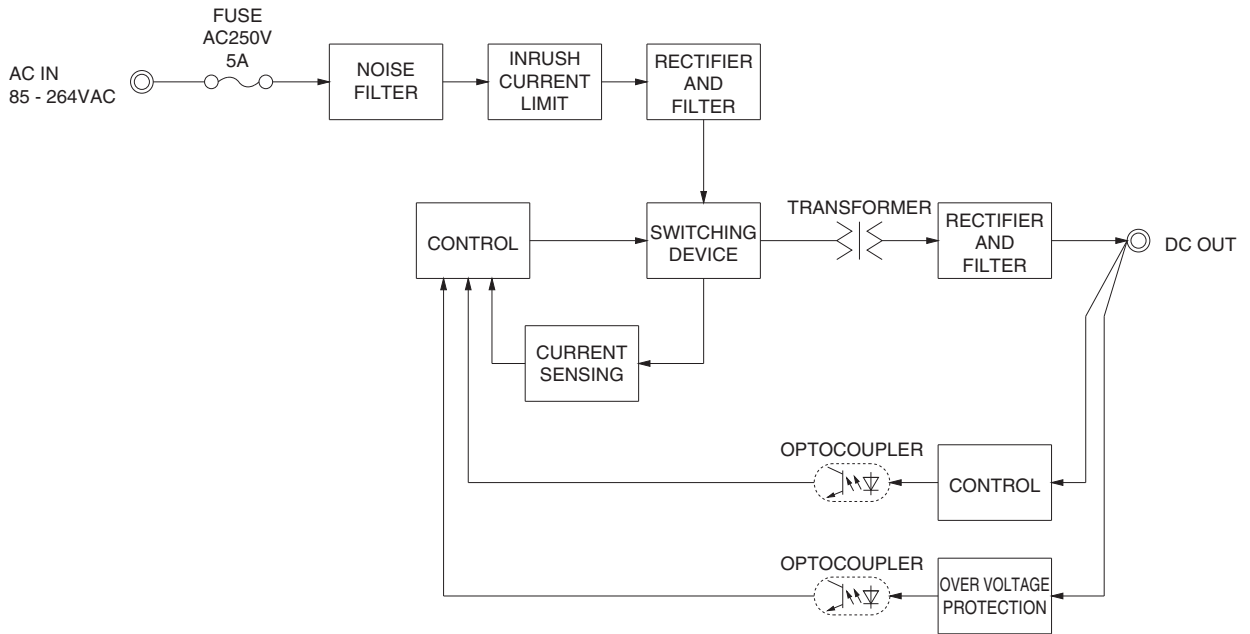 FUSE
AC250V
5A
AC IN
85 - 264VAC
NOISE
FILTER
INRUSH
CURRENT
LIMIT
RECTIFIER
AND
FILTER
CONTROL
SWITCHING
DEVICE
TRANSFORMER
RECTIFIER
AND
FILTER
DC OUT
CURRENT
SENSING
OPTOCOUPLER
CONTROL
OPTOCOUPLER
OVER VOLTAGE
PROTECTION